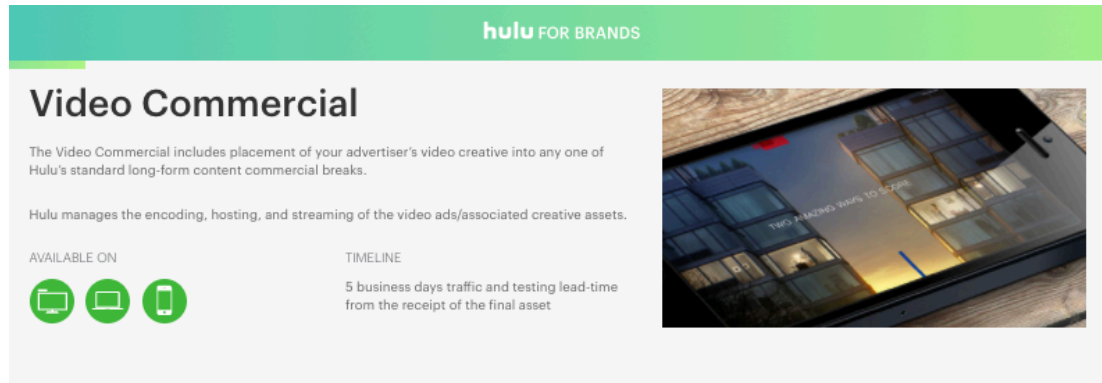 hulu FOR BRANDS
Video Commercial
The Video Commercial includes placement of your advertiser's video creative into any one of
Hulu's standard long-form content commercial breaks.
Hulu manages the encoding, hosting, and streaming of the video ads/associated creative assets.
AVAILABLE ON
TIMELINE
5 business days traffic and testing lead-time
from the receipt of the final asset
TWO AMAZING WAYS TO SCORE